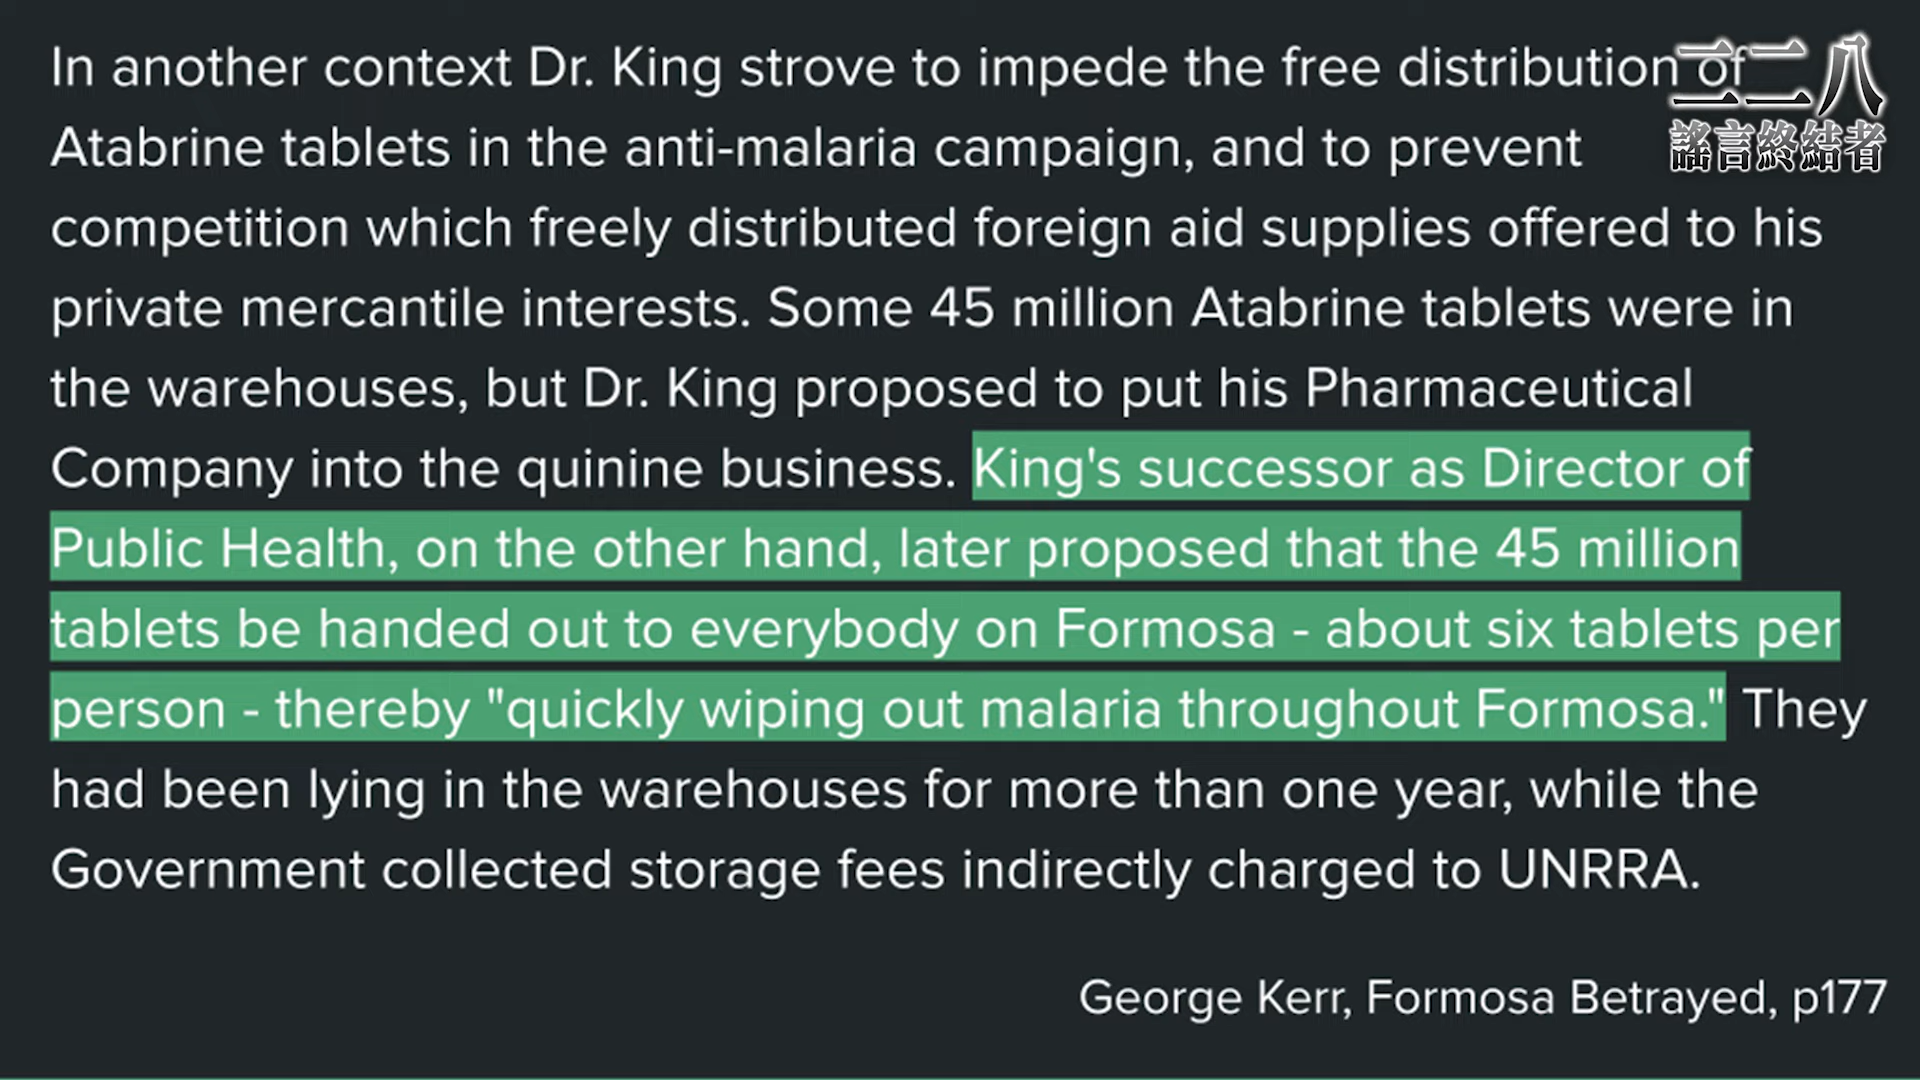 In another context Dr. King strove to impede the free distribution of
Atabrine tablets in the anti-malaria campaign, and to prevent
competition which freely distributed foreign aid supplies offered to his
private mercantile interests. Some 45 million Atabrine tablets were in
the warehouses, but Dr. King proposed to put his Pharmaceutical
Company into the quinine business. King's successor as Director of
Public Health, on the other hand, later proposed that the 45 million
tablets be handed out to everybody on Formosa - about six tablets per
person - thereby "quickly wiping out malaria throughout Formosa." They
had been lying in the warehouses for more than one year, while the
Government collected storage fees indirectly charged to UNRRA.
George Kerr, Formosa Betrayed, p177
二二八
謠言終結者